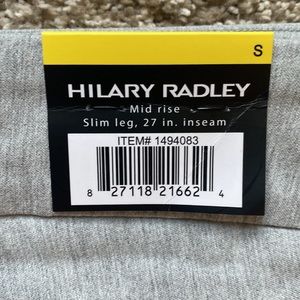 S
HILARY RADLEY
Mid rise
Slim leg, 27 in. inseam
ITEM# 1494083
8 27118 21662 4